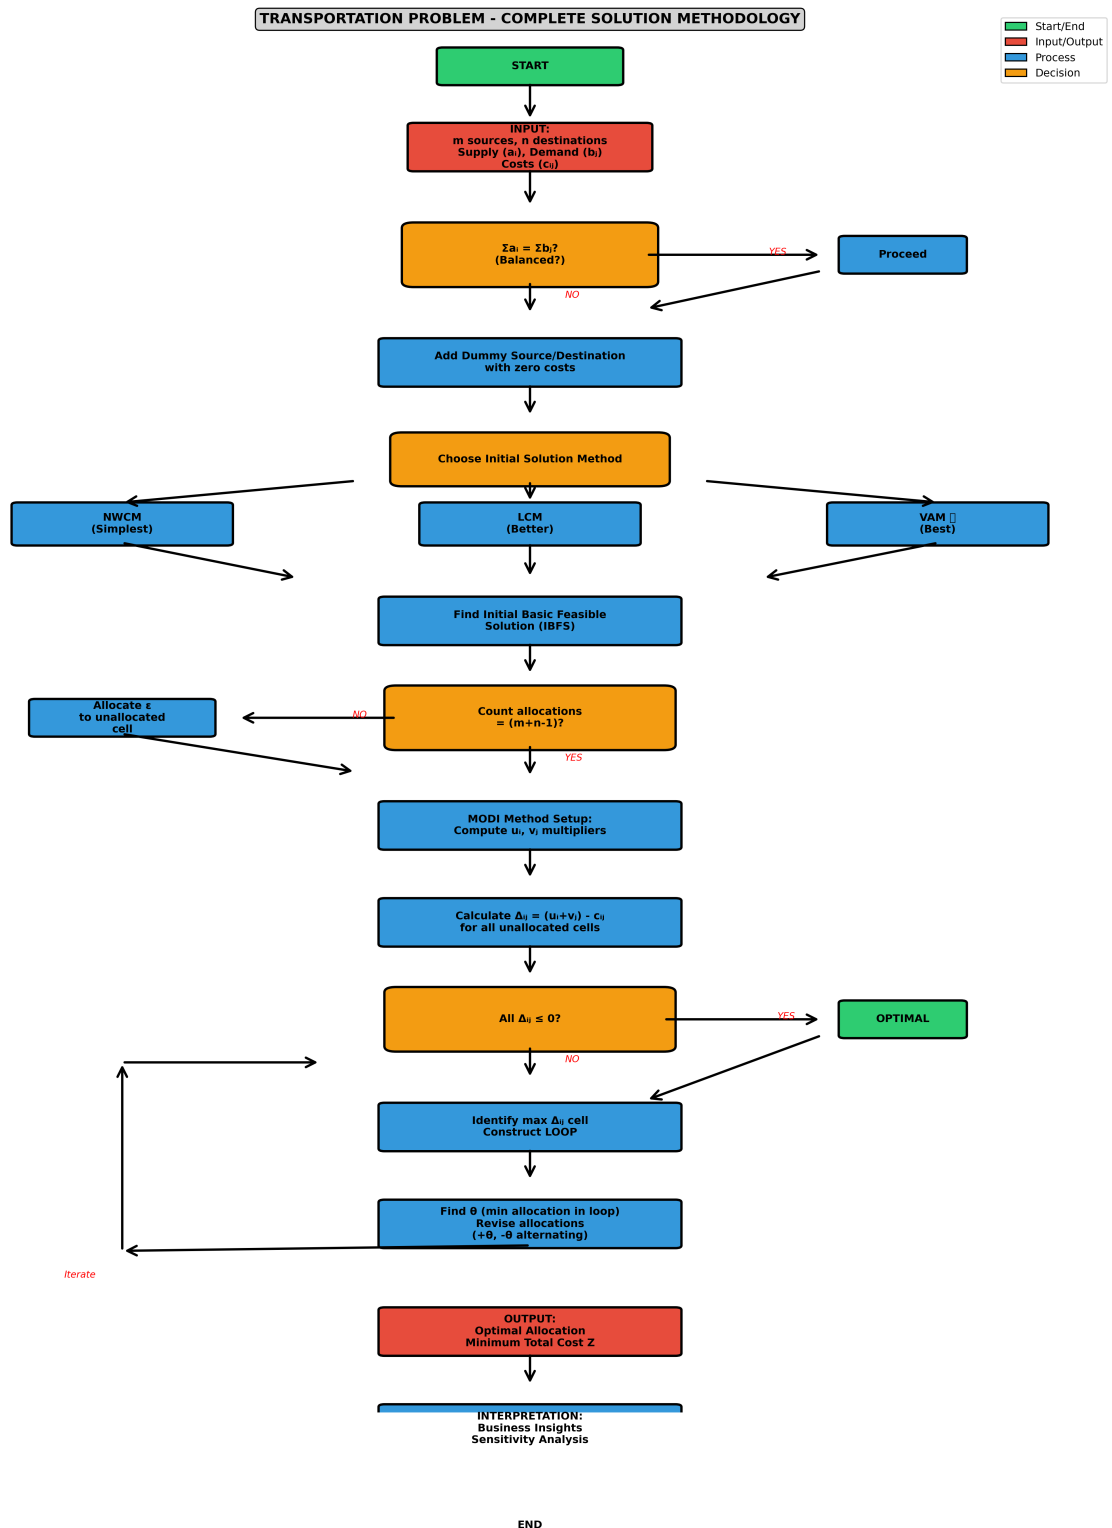 TRANSPORTATION PROBLEM - COMPLETE SOLUTION METHODOLOGY
Start/End
Input/Output
Process
Decision
START
INPUT:
m sources, n destinations
Supply (aᵢ), Demand (bⱼ)
Costs (cᵢⱼ)
Σaᵢ = Σbⱼ?
(Balanced?)
YES
Proceed
NO
Add Dummy Source/Destination
with zero costs
Choose Initial Solution Method
NWCM
(Simplest)
LCM
(Better)
VAM
(Best)
Find Initial Basic Feasible
Solution (IBFS)
Allocate ε
to unallocated
cell
NO
Count allocations
= (m+n-1)?
YES
MODI Method Setup:
Compute uᵢ, vⱼ multipliers
Calculate Δᵢⱼ = (uᵢ+vⱼ) - cᵢⱼ
for all unallocated cells
All Δᵢⱼ ≤ 0?
YES
OPTIMAL
NO
Identify max Δᵢⱼ cell
Construct LOOP
Find θ (min allocation in loop)
Revise allocations
(+θ, -θ alternating)
Iterate
OUTPUT:
Optimal Allocation
Minimum Total Cost Z
INTERPRETATION:
Business Insights
Sensitivity Analysis
END